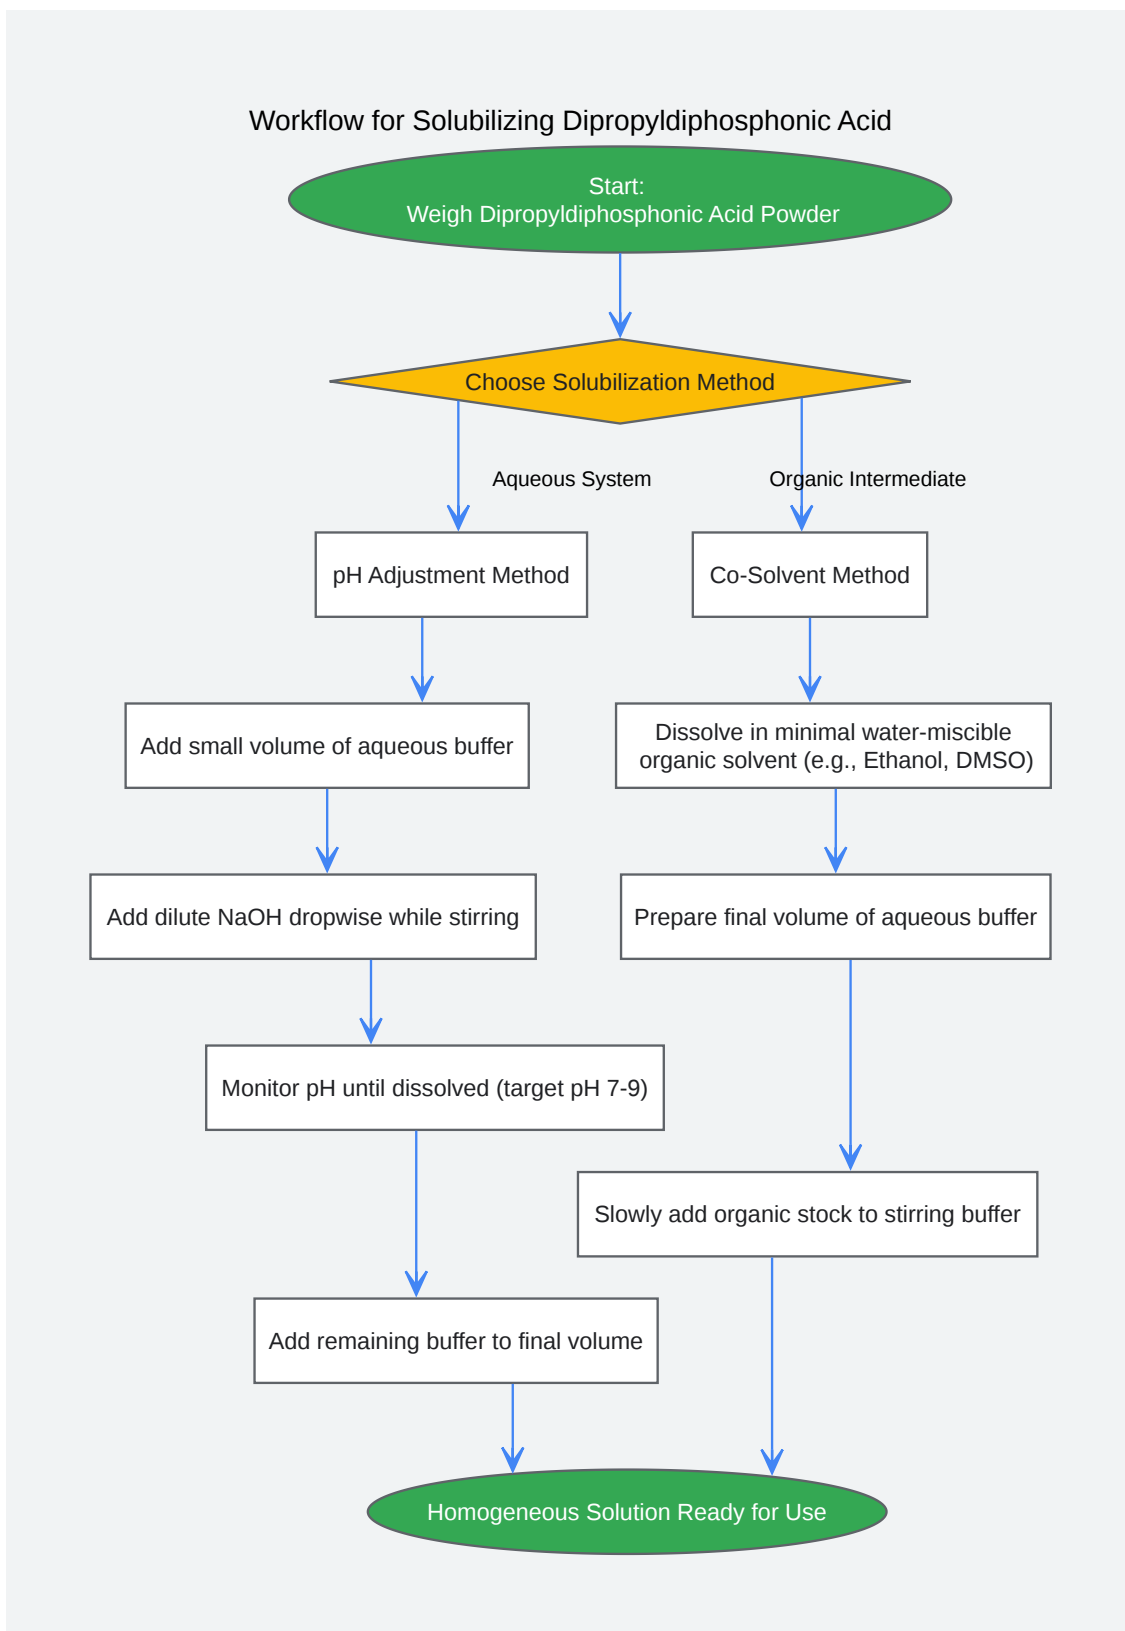 Workflow for Solubilizing Dipropyldiphosphonic Acid
Start:
Weigh Dipropyldiphosphonic Acid Powder
Choose Solubilization Method
Aqueous System
Organic Intermediate
pH Adjustment Method
Co-Solvent Method
Add small volume of aqueous buffer
Dissolve in minimal water-miscible
organic solvent (e.g., Ethanol, DMSO)
Add dilute NaOH dropwise while stirring
Prepare final volume of aqueous buffer
Monitor pH until dissolved (target pH 7-9)
Slowly add organic stock to stirring buffer
Add remaining buffer to final volume
Homogeneous Solution Ready for Use